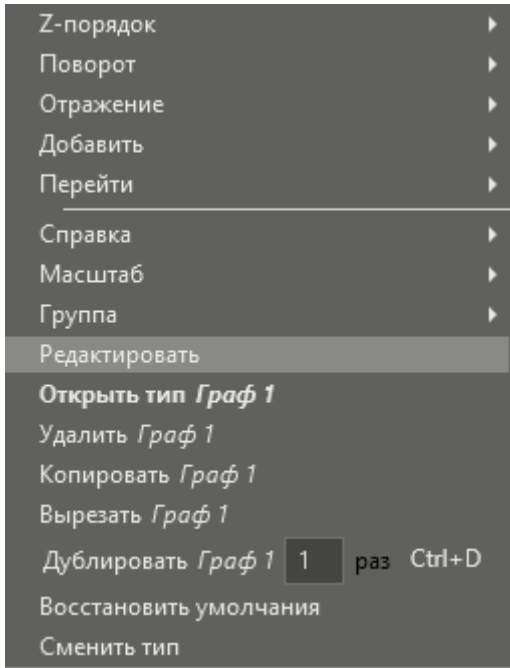 Z-порядок
Поворот
Отражение
Добавить
Перейти
Справка
Масштаб
Группа
Редактировать
Открыть тип Граф 1
Удалить Граф 1
Копировать Граф 1
Вырезать Граф 1
Дублировать Граф 1 1 раз Ctrl+D
Восстановить умолчания
Сменить тип